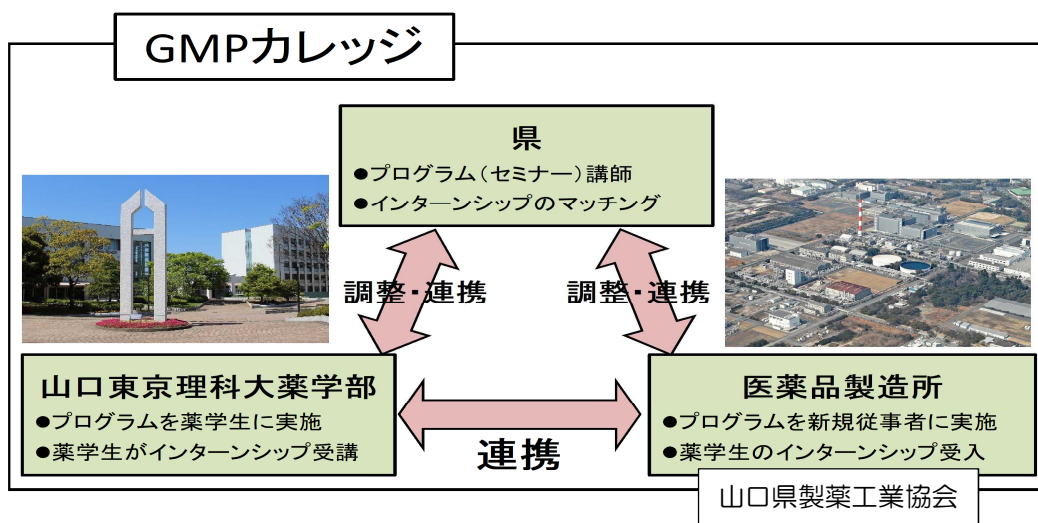 GMPカレッジ
県
●プログラム(セミナー)講師
●インターンシップのマッチング
調整・連携
調整・連携
山口東京理科大薬学部
●プログラムを薬学生に実施
●薬学生がインターンシップ受講
連携
医薬品製造所
●プログラムを新規従事者に実施
●薬学生のインターンシップ受入
山口県製薬工業協会